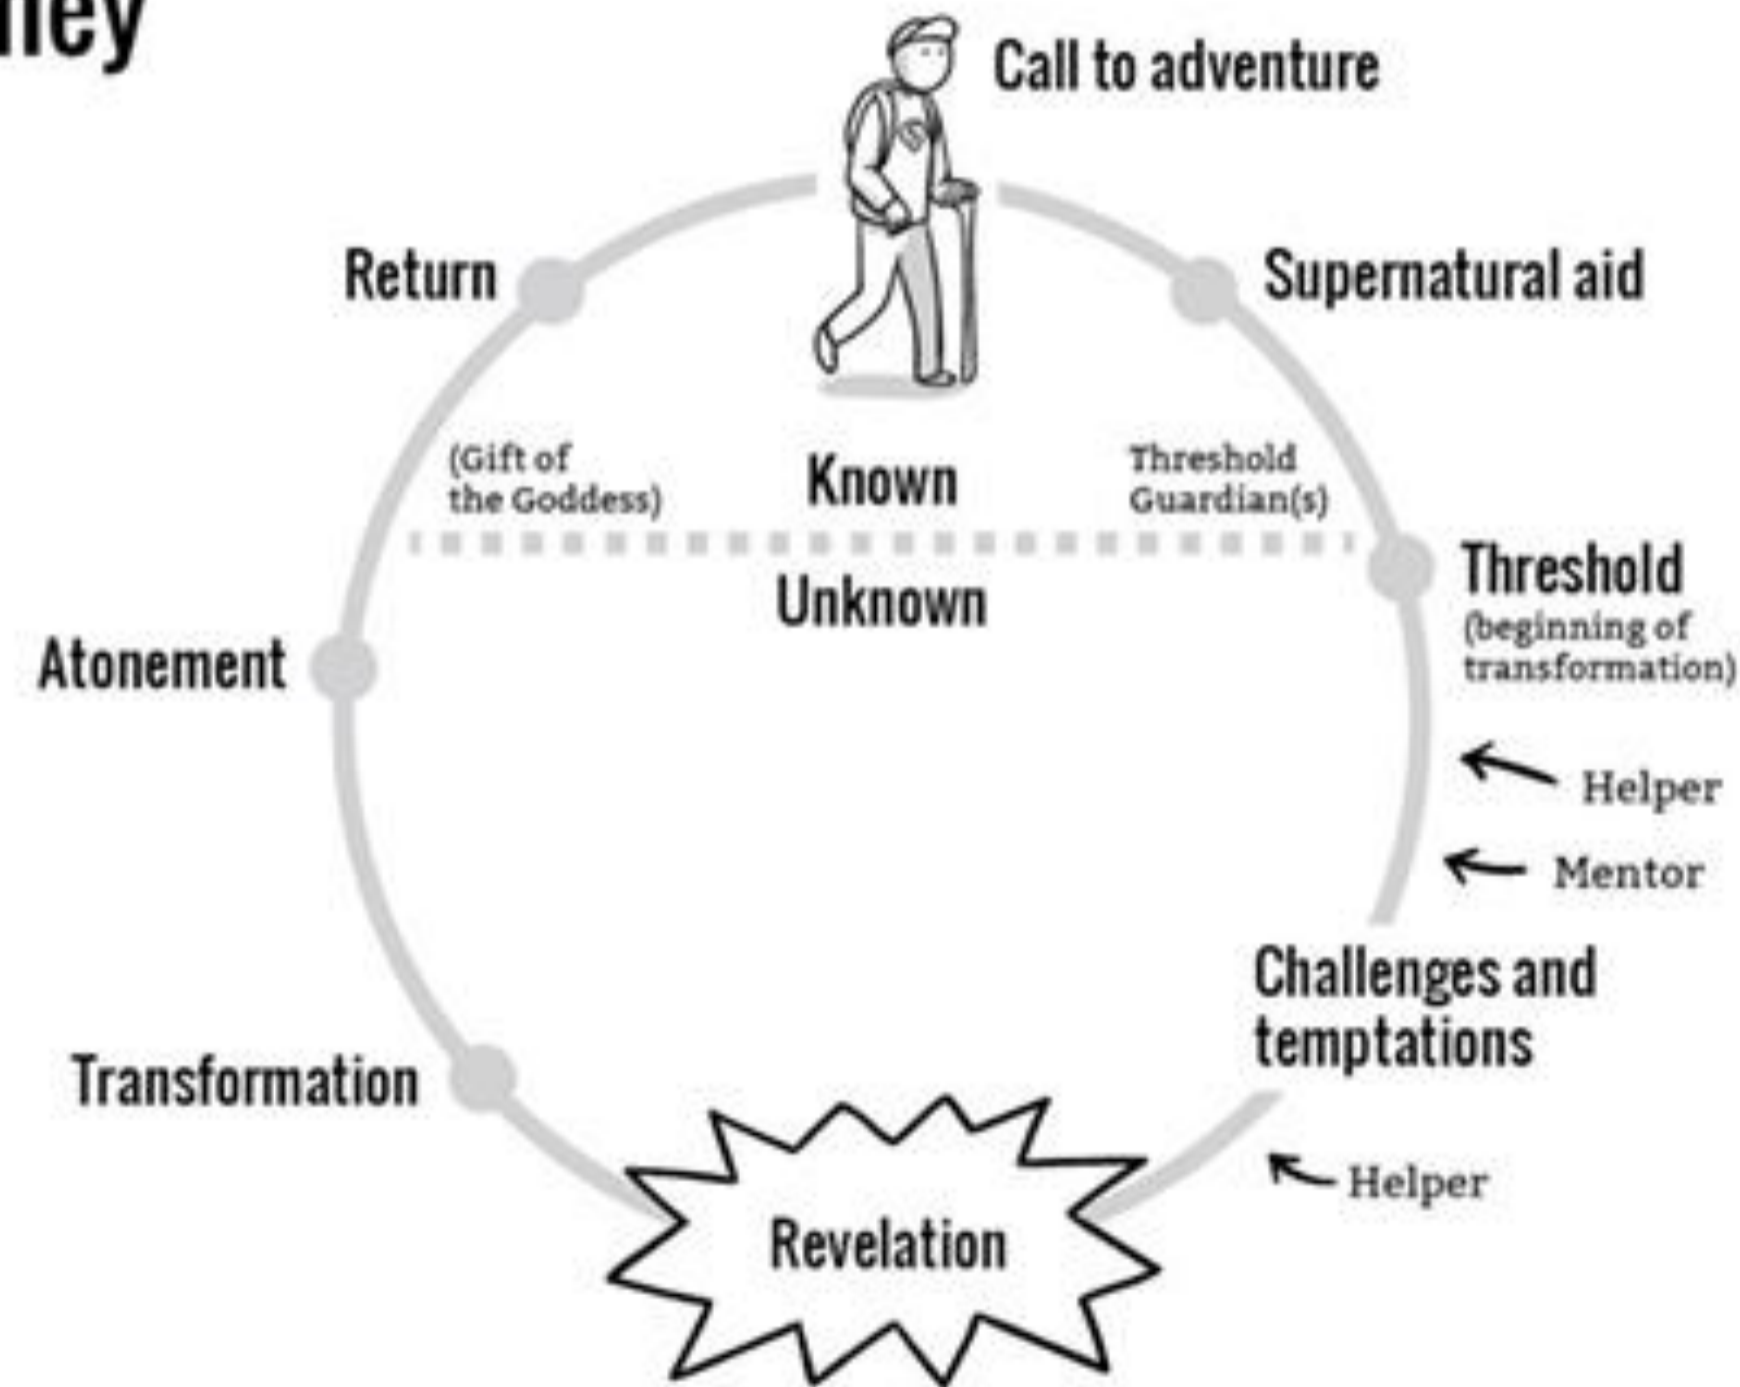 ney
Call to adventure
Return
Supernatural aid
(Gift of
the Goddess)
Known
Threshold
Guardian(s)
Unknown
Threshold
(beginning of
transformation)
Atonement
Helper
Mentor
Challenges and
temptations
Transformation
Helper
Revelation